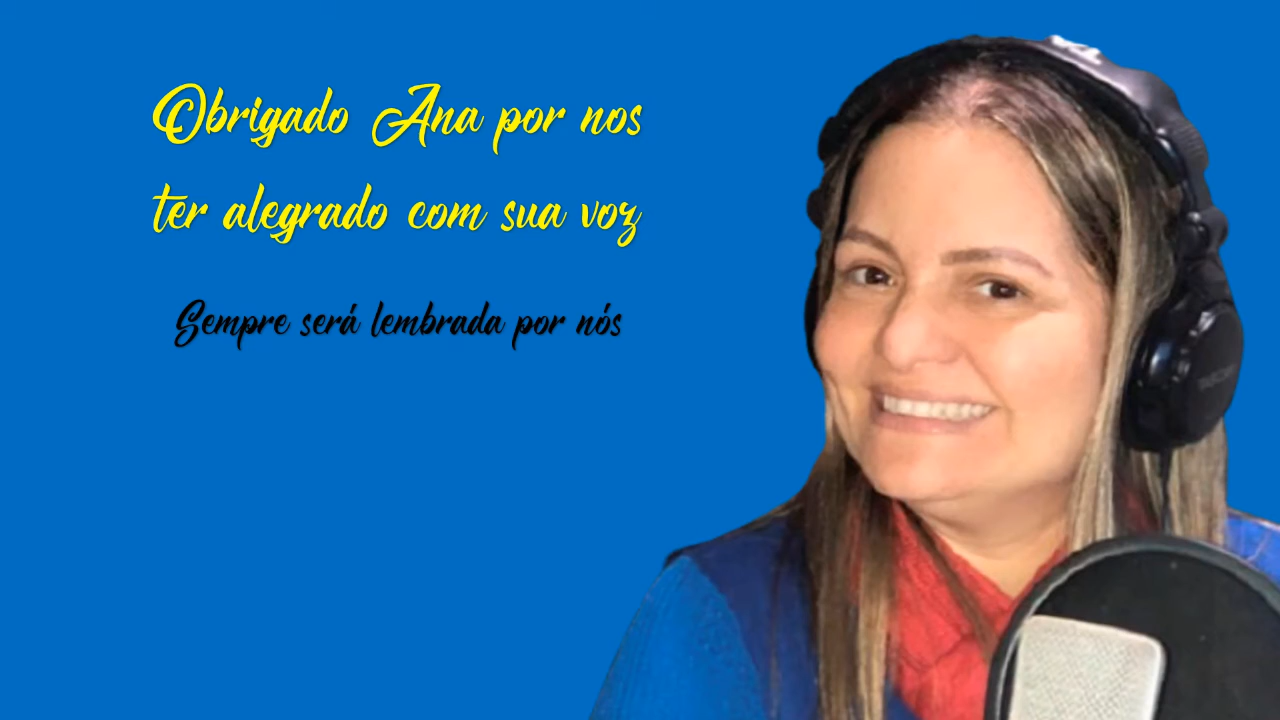 Obrigado Ana por nos
ter alegrado com sua voz
Sempre será lembrada por nós